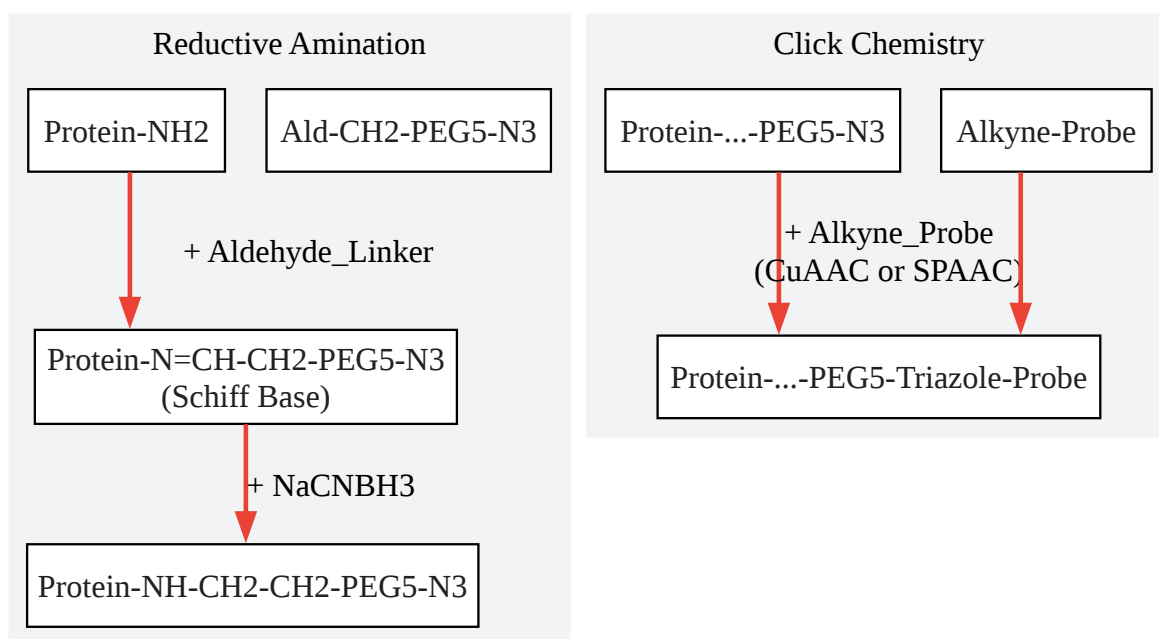 Reductive Amination
Protein-NH2
Ald-CH2-PEG5-N3
+ Aldehyde_Linker
Protein-N=CH-CH2-PEG5-N3
(Schiff Base)
+ NaCNBH3
Protein-NH-CH2-CH2-PEG5-N3
Click Chemistry
Protein-...-PEG5-N3
Alkyne-Probe
+ Alkyne_Probe
(CuAAC or SPAAC)
Protein-...-PEG5-Triazole-Probe